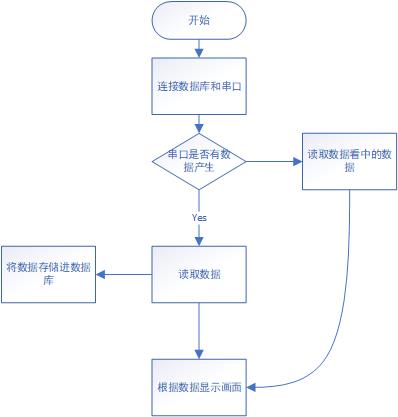 开始
连接数据库和串口
串口是否有数
据产生
读取数据看中的数
据
Yes
将数据存储进数据
库
读取数据
根据数据显示画面